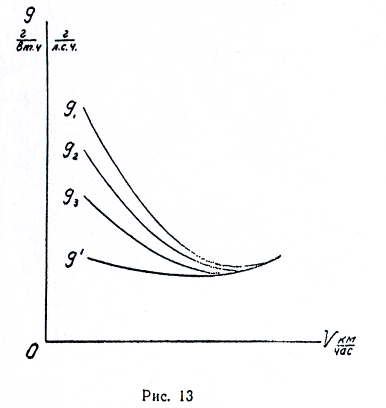 g
г/вт.ч г/л.с.ч.
g₁
g₂
g₃
g'
0
V км/час
Рис. 13